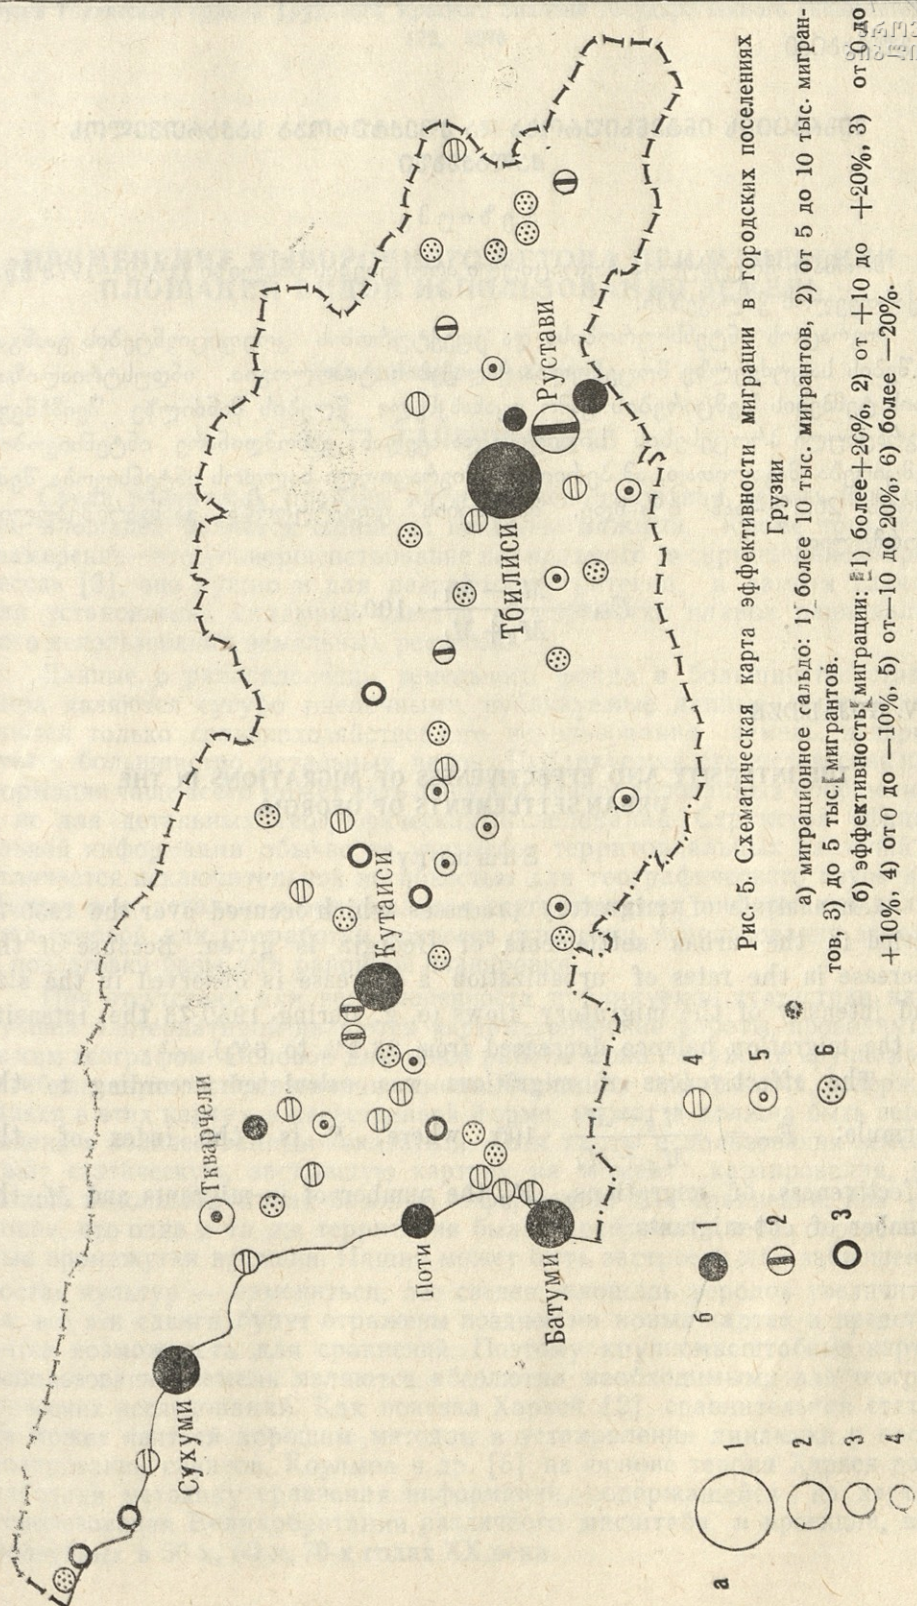 Сухуми
Ткварчели
Поти
Батуми
Кутаиси
Тбилиси
Рустави
а
1
2
3
4
б
1
2
3
4
5
6
Рис. 5. Схематическая карта эффективности миграции в городских поселениях
Грузии
а) миграционное сальдо: 1) более 10 тыс. мигрантов, 2) от 5 до 10 тыс. мигран-
тов, 3) до 5 тыс. мигрантов.
б) эффективность миграции: 1) более+20%, 2) от +10 до +20%, 3) от 0 до
+10%, 4) от 0 до —10%, 5) от—10 до 20%, 6) более —20%.